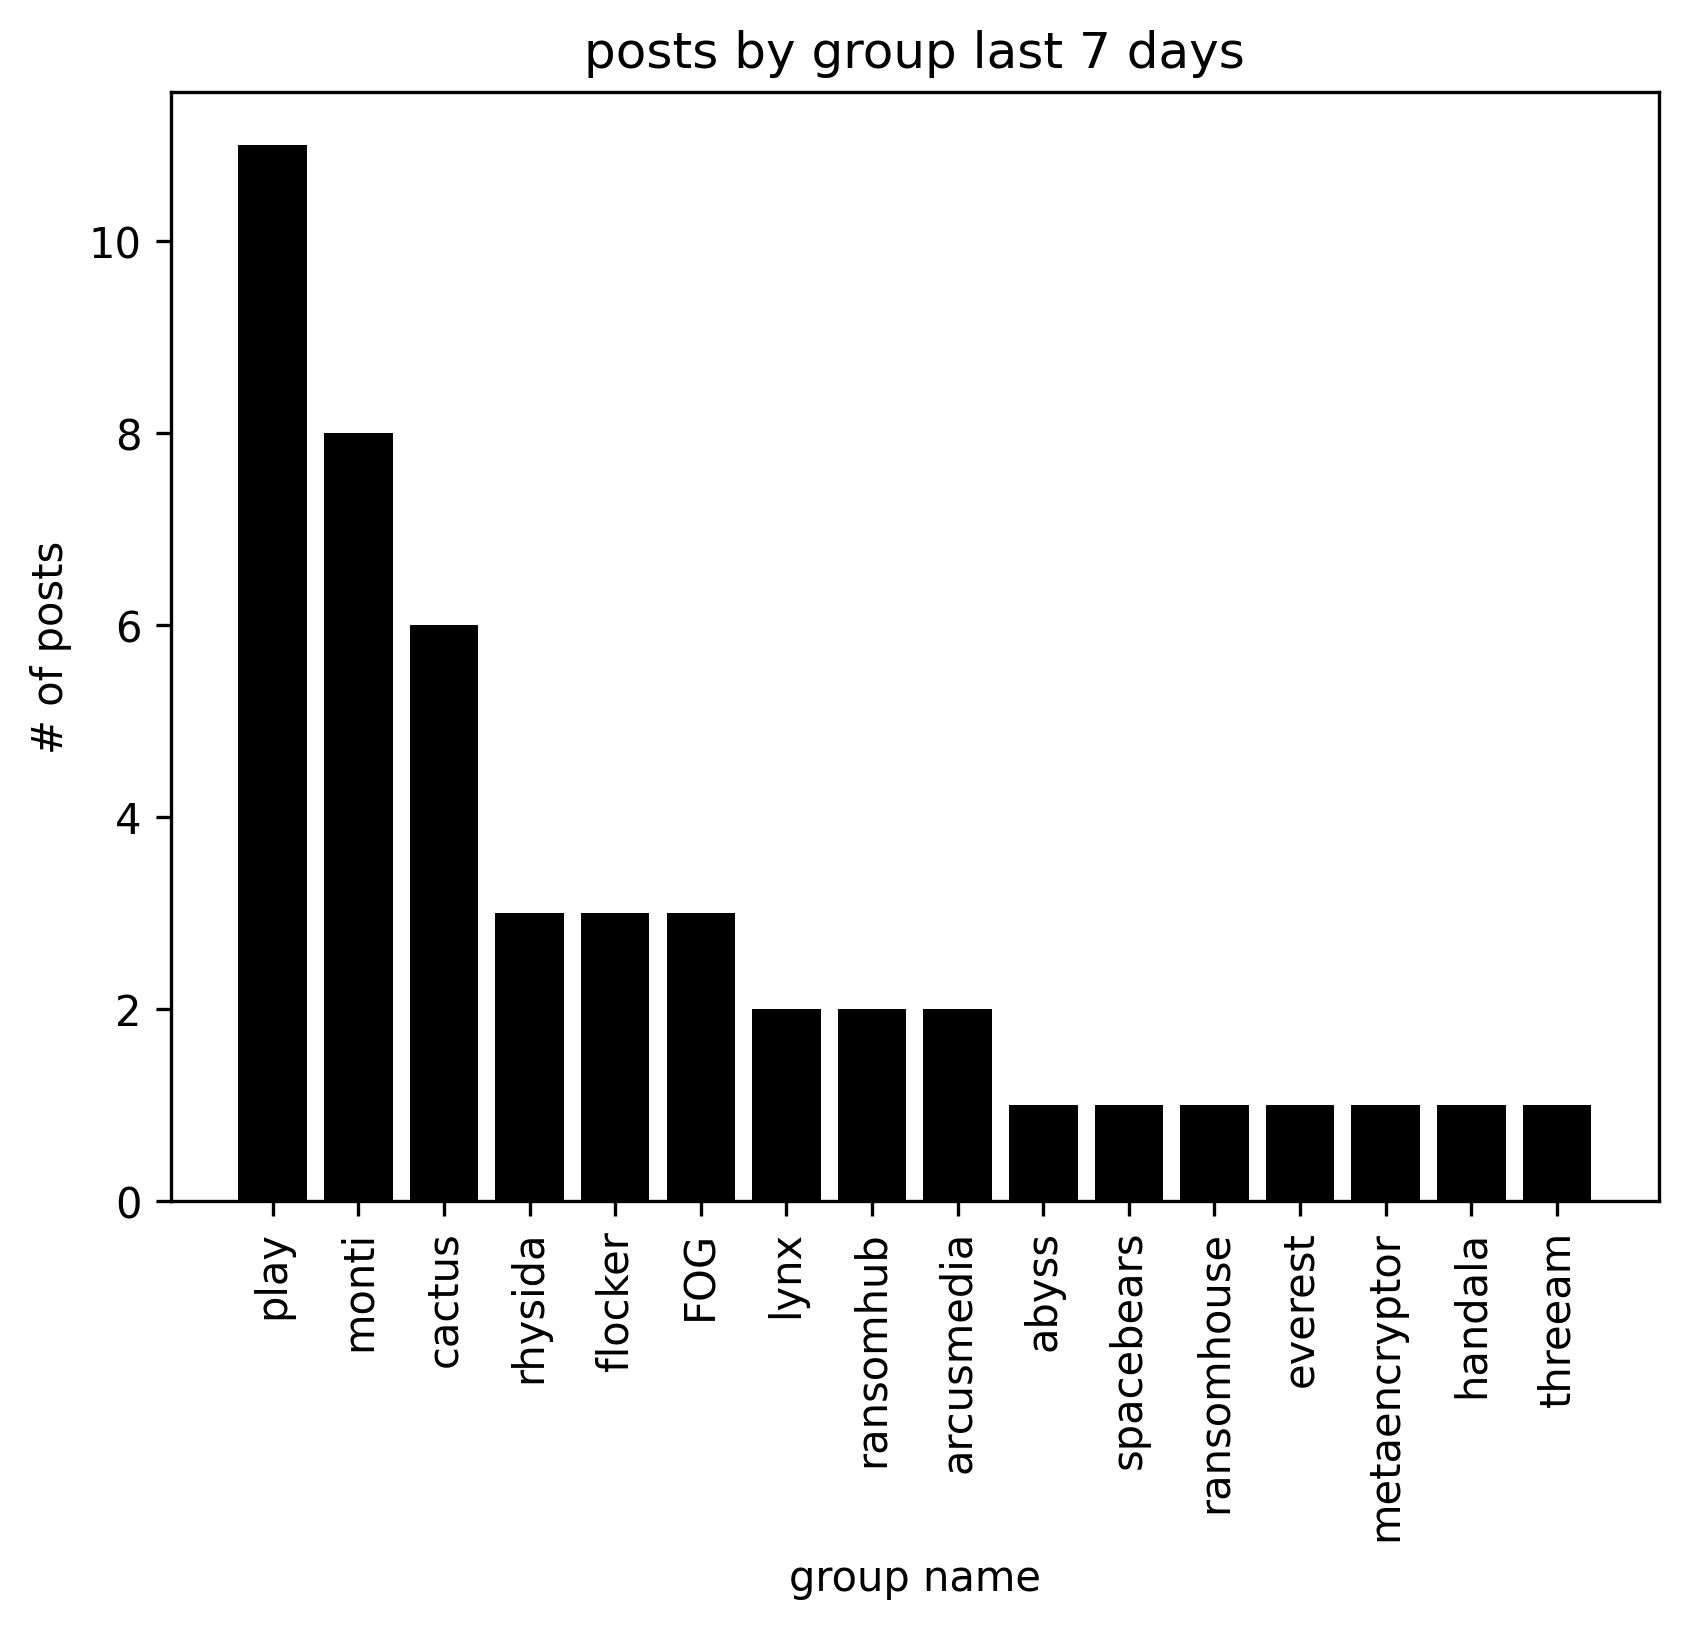 posts by group last 7 days
# of posts
10
8
6
4
2
0
play
monti
cactus
rhysida
flocker
FOG
lynx
ransomhub
arcusmedia
abyss
spacebears
ransomhouse
everest
metaencryptor
handala
threeam
group name